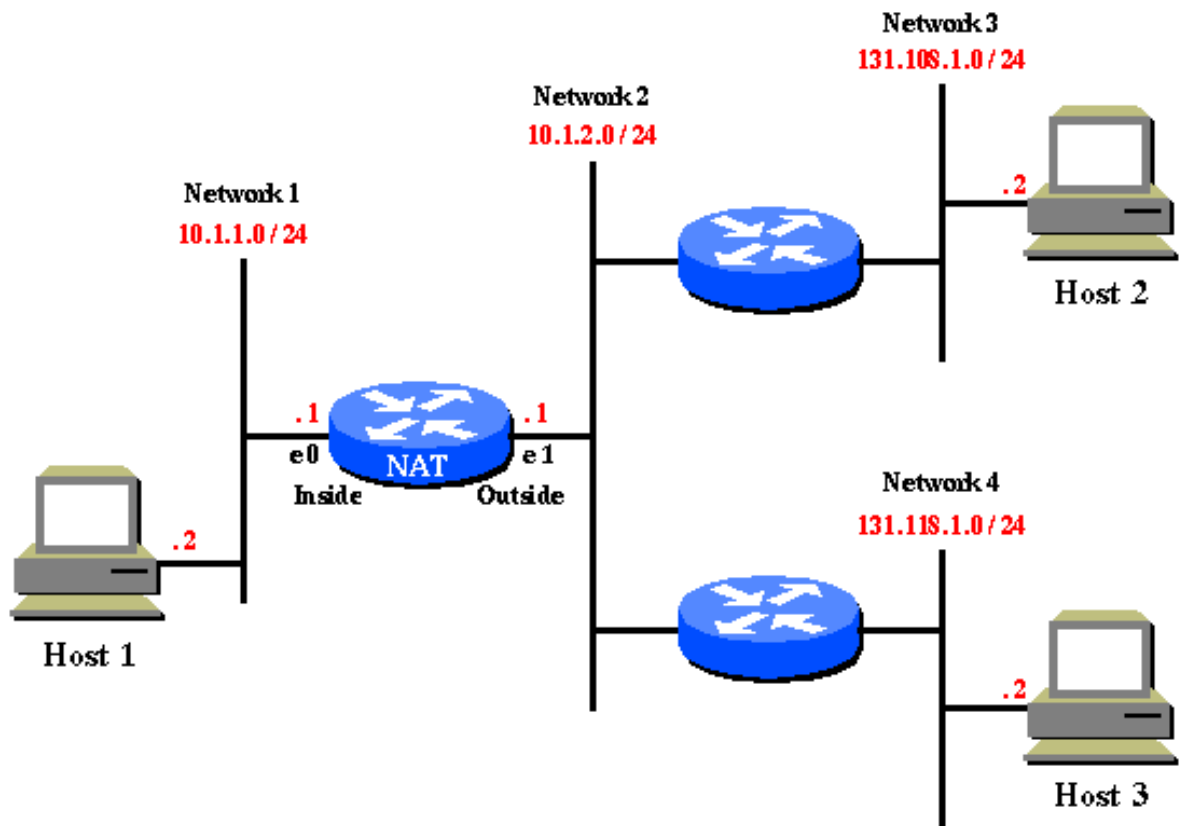 Network 3
131.108.1.0 / 24
Network 2
10.1.2.0 / 24
Network 1
10.1.1.0 / 24
.2
Host 2
.1
.1
e0
NAT
e1
Inside
Outside
Network 4
131.118.1.0 / 24
.2
Host 1
.2
Host 3